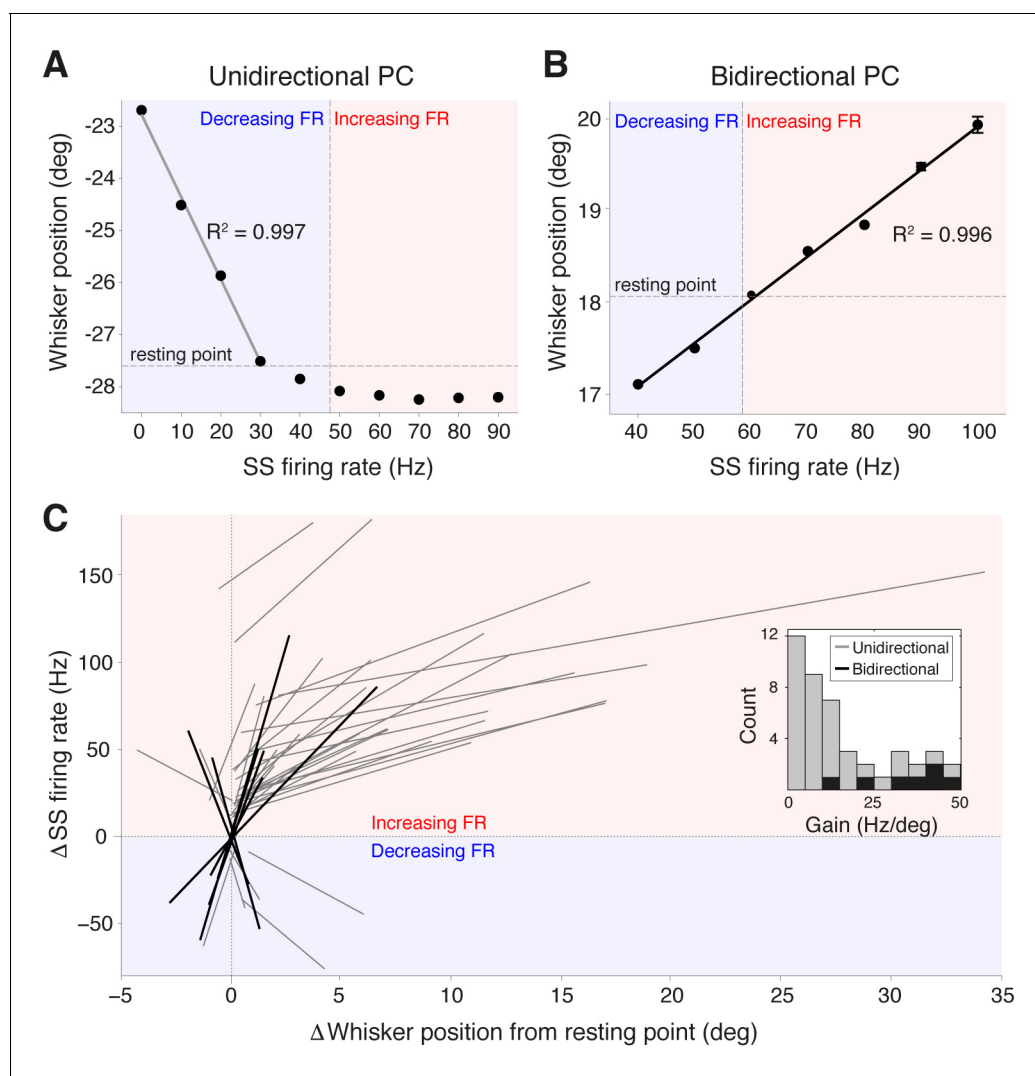 A
Unidirectional PC
Decreasing FR
Increasing FR
Whisker position (deg)
-23
-24
-25
-26
-27
-28
R² = 0.997
resting point
0 10 20 30 40 50 60 70 80 90
SS firing rate (Hz)
B
Bidirectional PC
Decreasing FR
Increasing FR
Whisker position (deg)
20
19
18
17
R² = 0.996
resting point
40 50 60 70 80 90 100
SS firing rate (Hz)
C
ΔSS firing rate (Hz)
150
100
50
0
−50
Increasing FR
Decreasing FR
Count
12
8
4
Unidirectional
Bidirectional
0 25 50
Gain (Hz/deg)
−5 0 5 10 15 20 25 30 35
ΔWhisker position from resting point (deg)